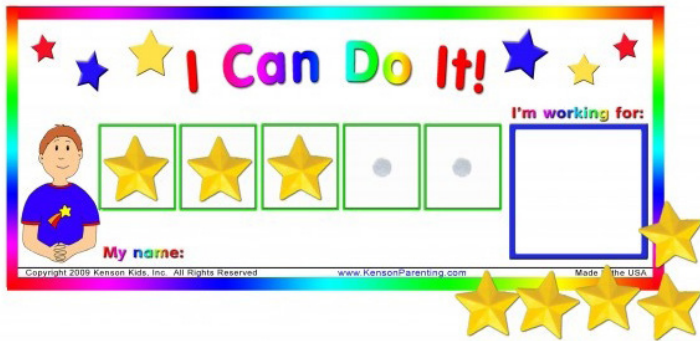 I Can Do It!
I'm working for:
My name:
Copyright 2009 Kenson Kids, Inc. All Rights Reserved
www.KensonParenting.com
Made the USA